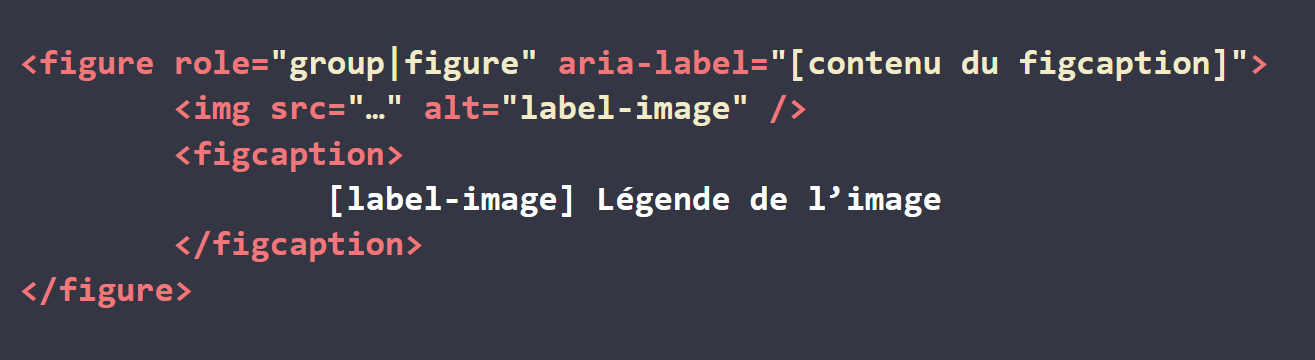 <figure role="group|figure" aria-label="[contenu du figcaption]">
<img src="…" alt="label-image" />
<figcaption>
[label-image] Légende de l’image
</figcaption>
</figure>